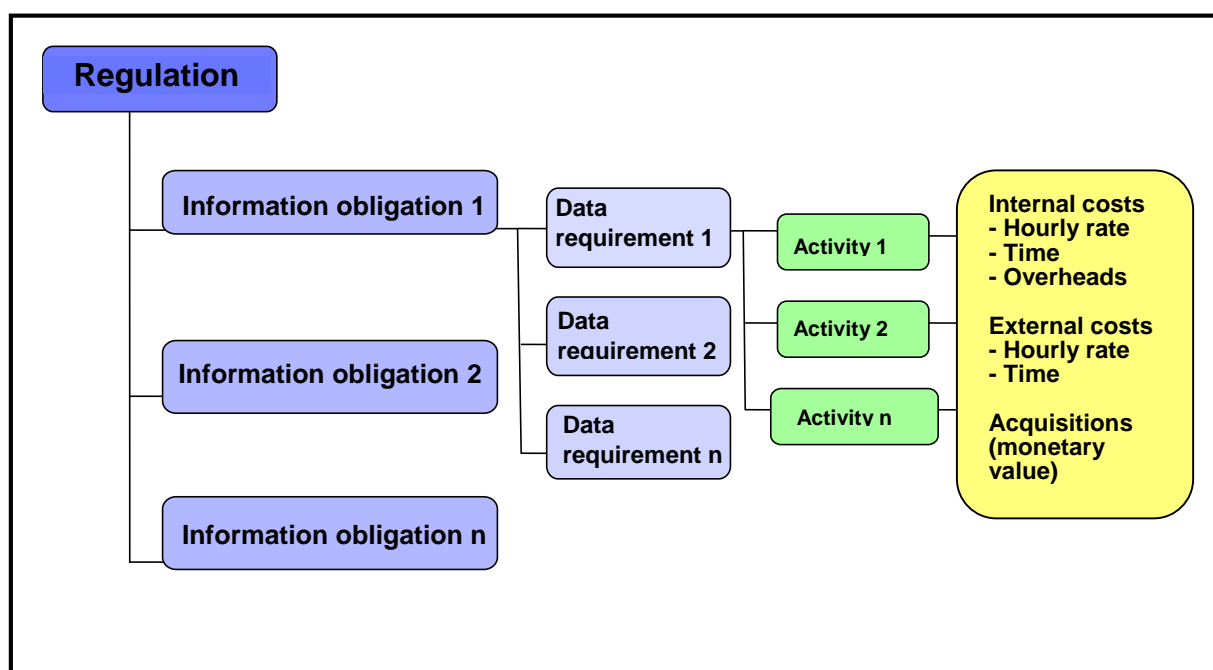 Regulation
Information obligation 1
Information obligation 2
Information obligation n
Data
requirement 1
Data
requirement 2
Data
requirement n
Activity 1
Activity 2
Activity n
Internal costs
- Hourly rate
- Time
- Overheads
External costs
- Hourly rate
- Time
Acquisitions
(monetary
value)